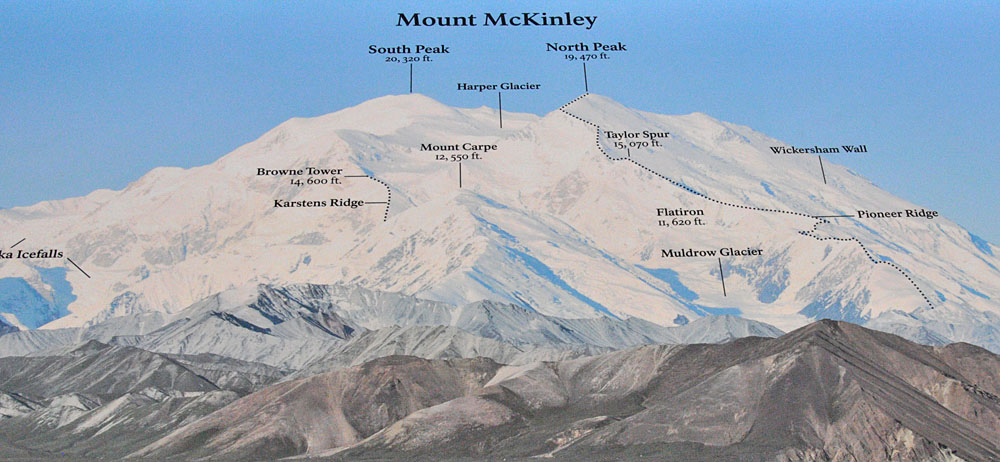 Mount McKinley
South Peak
20, 320 ft.
North Peak
19, 470 ft.
Harper Glacier
Taylor Spur
15, 070 ft.
Mount Carpe
12, 550 ft.
Wickersham Wall
Browne Tower
14, 600 ft.
Karstens Ridge
Flatiron
11, 620 ft.
Pioneer Ridge
Muldrow Glacier
ka Icefalls